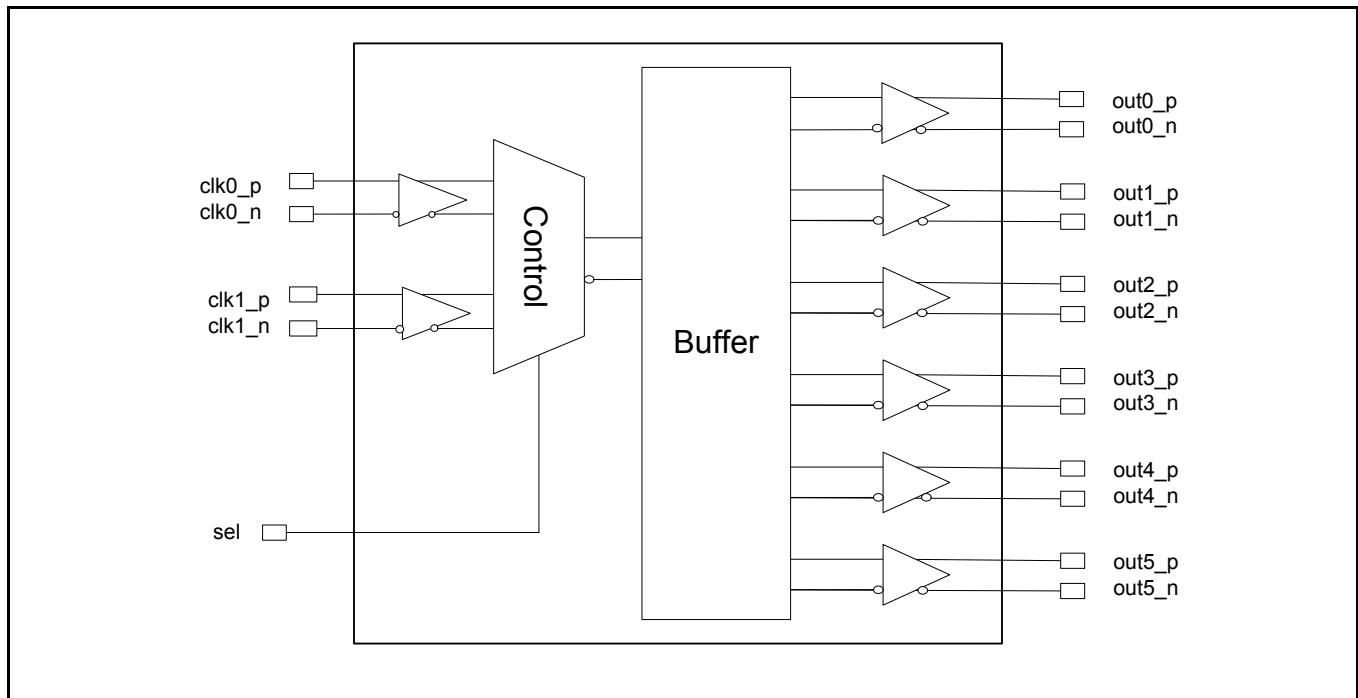 clk0_p
clk0_n
clk1_p
clk1_n
sel
Control
Buffer
out0_p
out0_n
out1_p
out1_n
out2_p
out2_n
out3_p
out3_n
out4_p
out4_n
out5_p
out5_n